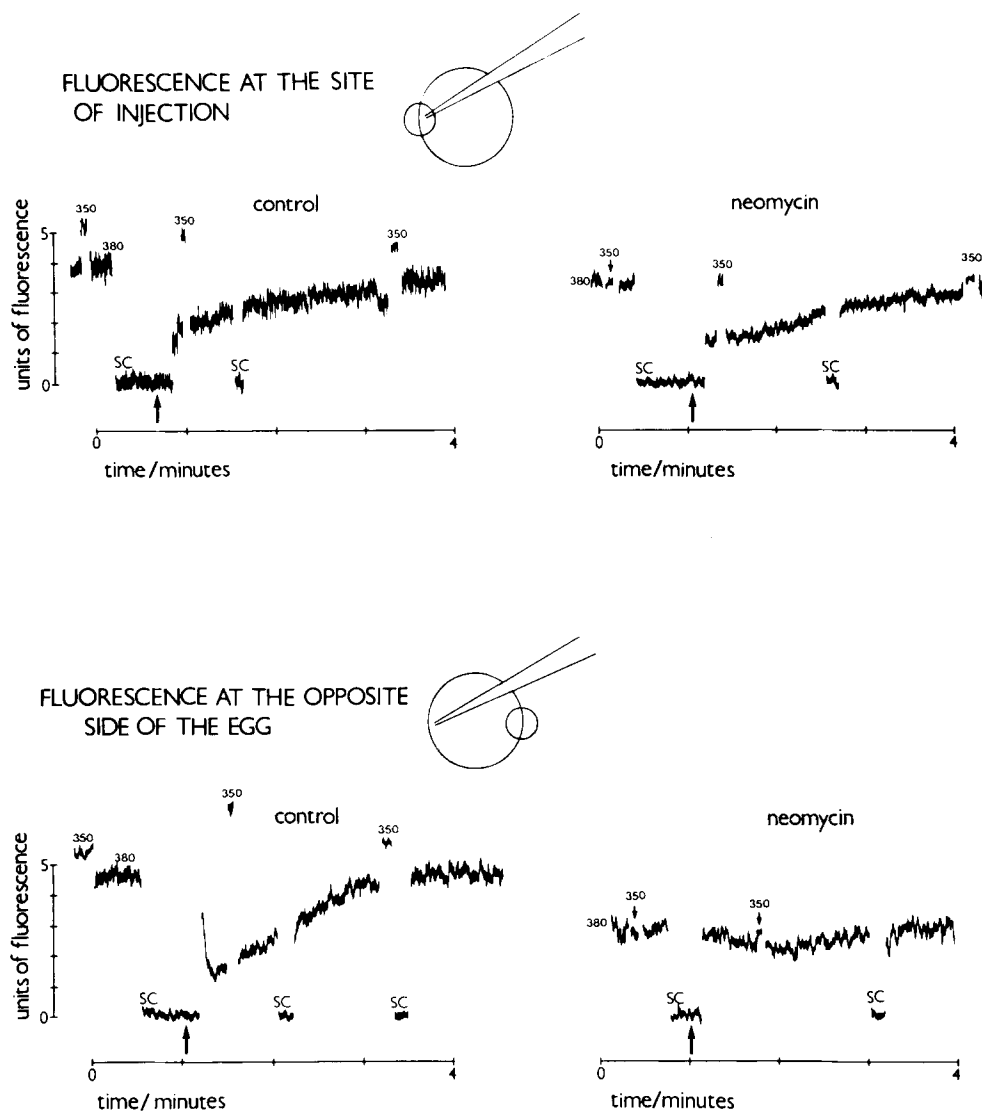 FLUORESCENCE AT THE SITE
OF INJECTION
control
neomycin
units of fluorescence
5
0
350
380
350
350
SC
SC
0
4
time/minutes
380
350
350
350
SC
SC
0
4
time/minutes
FLUORESCENCE AT THE OPPOSITE
SIDE OF THE EGG
control
neomycin
units of fluorescence
5
0
350
380
350
350
SC
SC
SC
0
4
time/minutes
380
350
350
SC
SC
0
4
time/minutes